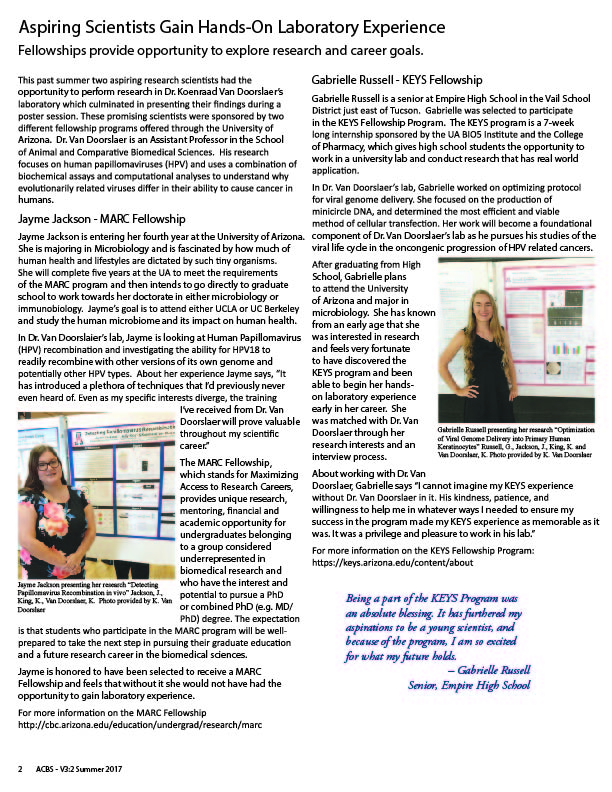 Aspiring Scientists Gain Hands-On Laboratory Experience
Fellowships provide opportunity to explore research and career goals.
This past summer two aspiring research scientists had the
opportunity to perform research in Dr. Koenraad Van Doorslaer's
laboratory which culminated in presenting their findings during a
poster session. These promising scientists were sponsored by two
different fellowship programs offered through the University of
Arizona. Dr. Van Doorslaer is an Assistant Professor in the School
of Animal and Comparative Biomedical Sciences. His research
focuses on human papillomaviruses (HPV) and uses a combination of
biochemical assays and computational analyses to understand why
evolutionarily related viruses differ in their ability to cause cancer in
humans.
Jayme Jackson - MARC Fellowship
Jayme Jackson is entering her fourth year at the University of Arizona.
She is majoring in Microbiology and is fascinated by how much of
human health and lifestyles are dictated by such tiny organisms.
She will complete five years at the UA to meet the requirements
of the MARC program and then intends to go directly to graduate
school to work towards her doctorate in either microbiology or
immunobiology. Jayme's goal is to attend either UCLA or UC Berkeley
and study the human microbiome and its impact on human health.
In Dr. Van Doorslaier's lab, Jayme is looking at Human Papillomavirus
(HPV) recombination and investigating the ability for HPV18 to
readily recombine with other versions of its own genome and
potentially other HPV types. About her experience Jayme says, "It
has introduced a plethora of techniques that I'd previously never
even heard of. Even as my specific interests diverge, the training
I've received from Dr. Van
Doorslaer will prove valuable
throughout my scientific
career."
The MARC Fellowship,
which stands for Maximizing
Access to Research Careers,
provides unique research,
mentoring, financial and
academic opportunity for
undergraduates belonging
to a group considered
underrepresented in
biomedical research and
who have the interest and
potential to pursue a PhD
or combined PhD (e.g. MD/
PhD) degree. The expectation
is that students who participate in the MARC program will be well-
prepared to take the next step in pursuing their graduate education
and a future research career in the biomedical sciences.
Jayme Jackson presenting her research "Detecting
Papillomavirus Recombination in vivo" Jackson, J.,
King, K., Van Doorslaer, K. Photo provided by K. Van
Doorslaer
Jayme is honored to have been selected to receive a MARC
Fellowship and feels that without it she would not have had the
opportunity to gain laboratory experience.
For more information on the MARC Fellowship
http://cbc.arizona.edu/education/undergrad/research/marc
Gabrielle Russell - KEYS Fellowship
Gabrielle Russell is a senior at Empire High School in the Vail School
District just east of Tucson. Gabrielle was selected to participate
in the KEYS Fellowship Program. The KEYS program is a 7-week
long internship sponsored by the UA BIO5 Institute and the College
of Pharmacy, which gives high school students the opportunity to
work in a university lab and conduct research that has real world
application.
In Dr. Van Doorslaer's lab, Gabrielle worked on optimizing protocol
for viral genome delivery. She focused on the production of
minicircle DNA, and determined the most efficient and viable
method of cellular transfection. Her work will become a foundational
component of Dr. Van Doorslaer's lab as he pursues his studies of the
viral life cycle in the oncongenic progression of HPV related cancers.
After graduating from High
School, Gabrielle plans
to attend the University
of Arizona and major in
microbiology. She has known
from an early age that she
was interested in research
and feels very fortunate
to have discovered the
KEYS program and been
able to begin her hands-
on laboratory experience
early in her career. She
was matched with Dr. Van
Doorslaer through her
research interests and an
interview process.
Gabrielle Russell presenting her research "Optimization
of Viral Genome Delivery into Primary Human
Keratinocytes" Russell, G., Jackson, J., King, K. and
Van Doorslaer, K. Photo provided by K. Van Doorslaer
About working with Dr. Van
Doorslaer, Gabrielle says "I cannot imagine my KEYS experience
without Dr. Van Doorslaer in it. His kindness, patience, and
willingness to help me in whatever ways I needed to ensure my
success in the program made my KEYS experience as memorable as it
was. It was a privilege and pleasure to work in his lab."
For more information on the KEYS Fellowship Program:
https://keys.arizona.edu/content/about
Being a part of the KEYS Program was
an absolute blessing. It has furthered my
aspirations to be a young scientist, and
because of the program, I am so excited
for what my future holds.
– Gabrielle Russell
Senior, Empire High School
2 ACBS - V3:2 Summer 2017